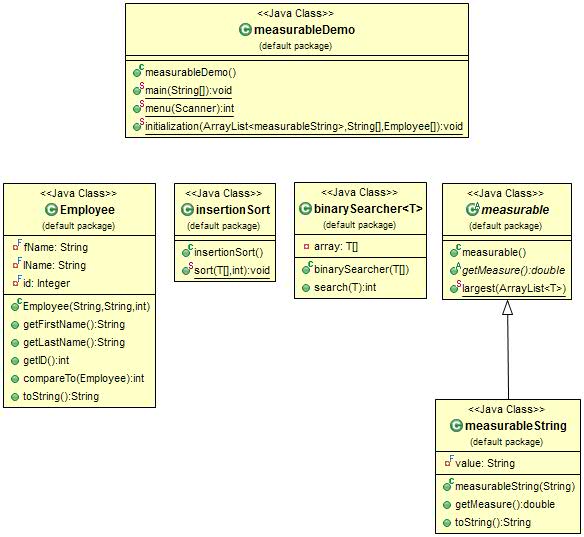 <<Java Class>>
measurableDemo
(default package)
measurableDemo()
main(String[]):void
menu(Scanner):int
initialization(ArrayList<measurableString>,String[],Employee[]):void
<<Java Class>>
Employee
(default package)
fName: String
lName: String
id: Integer
Employee(String,String,int)
getFirstName():String
getLastName():String
getID():int
compareTo(Employee):int
toString():String
<<Java Class>>
insertionSort
(default package)
insertionSort()
sort(T[],int):void
<<Java Class>>
binarySearcher<T>
(default package)
array: T[]
binarySearcher(T[])
search(T):int
<<Java Class>>
measurable
(default package)
measurable()
getMeasure():double
largest(ArrayList<T>)
<<Java Class>>
measurableString
(default package)
value: String
measurableString(String)
getMeasure():double
toString():String